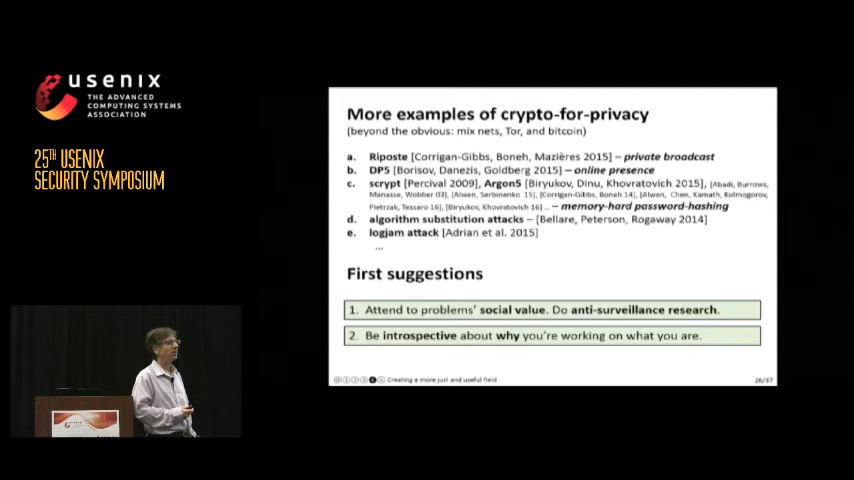 usenix
THE ADVANCED
COMPUTING SYSTEMS
ASSOCIATION
25TH USENIX
SECURITY SYMPOSIUM
More examples of crypto-for-privacy
(beyond the obvious: mix nets, Tor, and bitcoin)
a. Riposte [Corrigan-Gibbs, Boneh, Mazières 2015] – private broadcast
b. DP5 [Borisov, Danezis, Goldberg 2015] – online presence
c. scrypt [Percival 2009], Argon5 [Biryukov, Dinu, Khovratovich 2015], [Abadi, Burrows,
Manasse, Wobber 03], [Alwen, Serbinenko 15], [Corrigan-Gibbs, Boneh 14], [Alwen, Chen, Kamath, Kolmogorov,
Pietrzak, Tessaro 16], [Biryukov, Khovratovich 16] ... – memory-hard password-hashing
d. algorithm substitution attacks – [Bellare, Peterson, Rogaway 2014]
e. logjam attack [Adrian et al. 2015]
...
First suggestions
1. Attend to problems' social value. Do anti-surveillance research.
2. Be introspective about why you're working on what you are.
Creating a more just and useful field
26/37